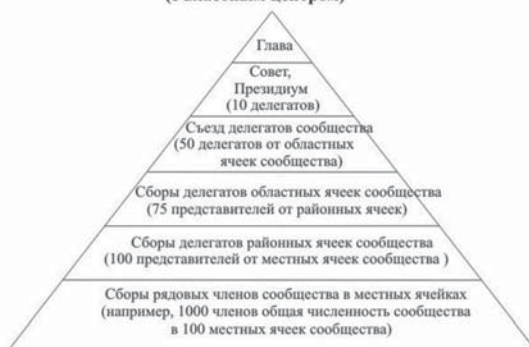 Глава
Совет,
Президиум
(10 делегатов)
Съезд делегатов сообщества
(50 делегатов от областных
ячеек сообщества)
Сборы делегатов областных ячеек сообщества
(75 представителей от районных ячеек)
Сборы делегатов районных ячеек сообщества
(100 представителей от местных ячеек сообщества )
Сборы рядовых членов сообщества в местных ячейках
(например, 1000 членов общая численность сообщества
в 100 местных ячеек сообщества)